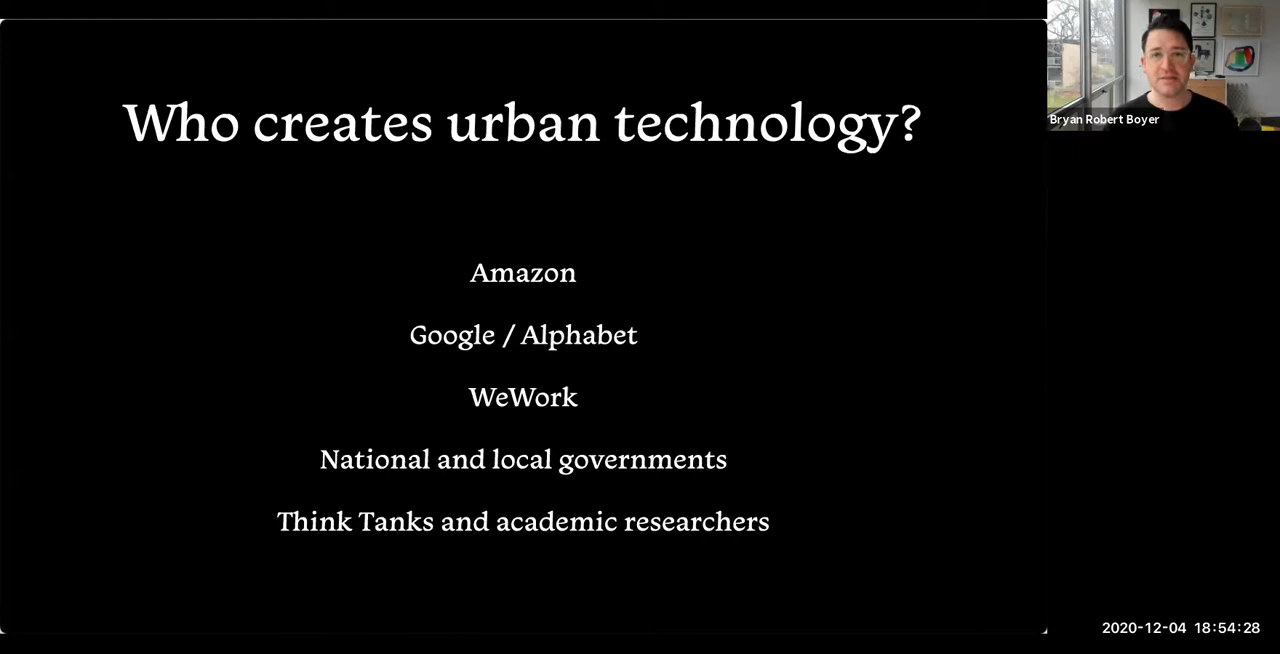 Who creates urban technology?
Amazon
Google / Alphabet
WeWork
National and local governments
Think Tanks and academic researchers
Bryan Robert Boyer
2020-12-04 18:54:28